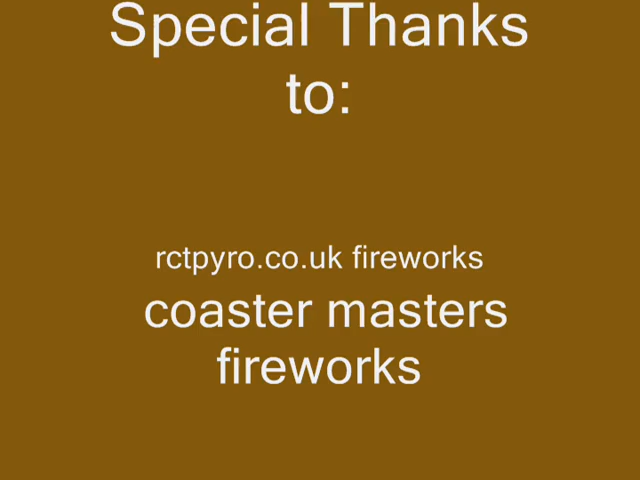 Special Thanks
to:
rctpyro.co.uk fireworks
coaster masters
fireworks